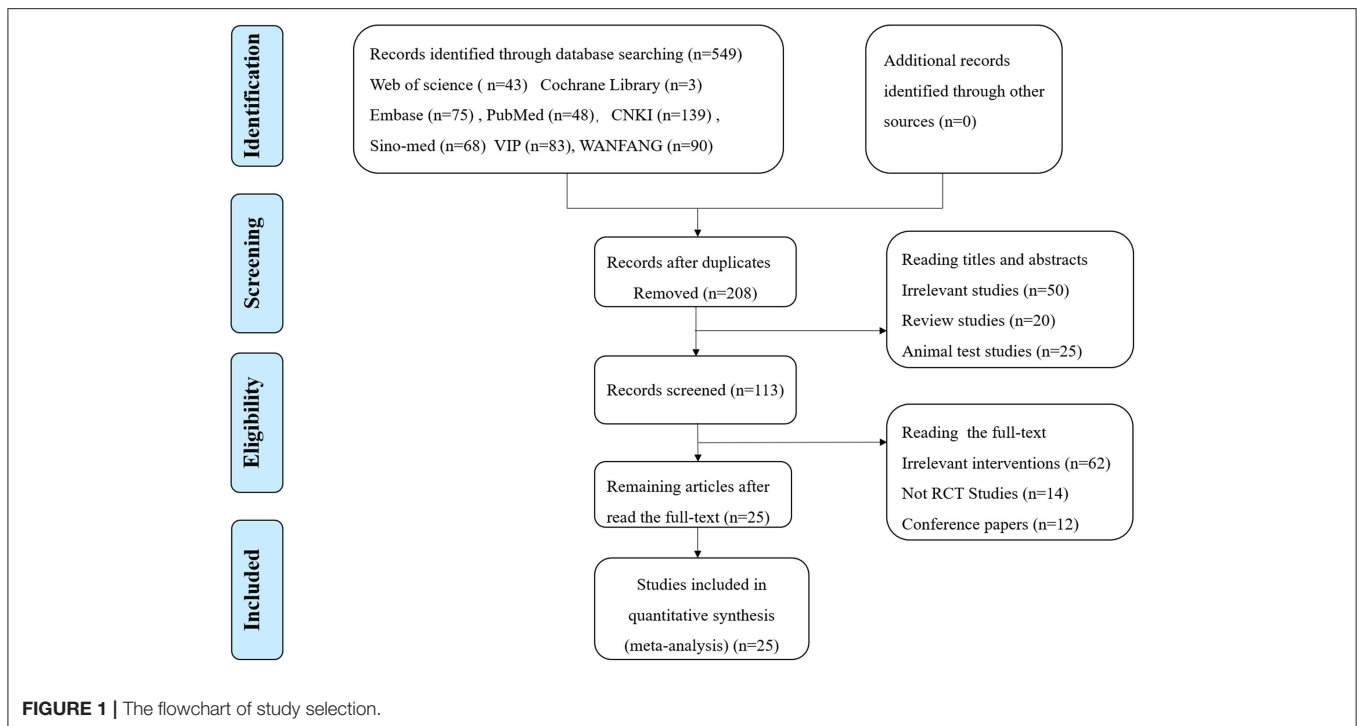 Identification
Records identified through database searching (n=549)
Web of science ( n=43)   Cochrane Library (n=3)
Embase (n=75) , PubMed (n=48),   CNKI (n=139) ,
Sino-med (n=68)  VIP (n=83), WANFANG (n=90)
Additional records
identified through other
sources (n=0)
Screening
Records after duplicates
Removed (n=208)
Reading titles and abstracts
Irrelevant studies (n=50)
Review studies (n=20)
Animal test studies (n=25)
Eligibility
Records screened (n=113)
Reading  the full-text
Irrelevant interventions (n=62)
Not RCT Studies (n=14)
Conference papers (n=12)
Remaining articles after
read the full-text (n=25)
Included
Studies included in
quantitative synthesis
(meta-analysis) (n=25)
FIGURE 1 | The flowchart of study selection.